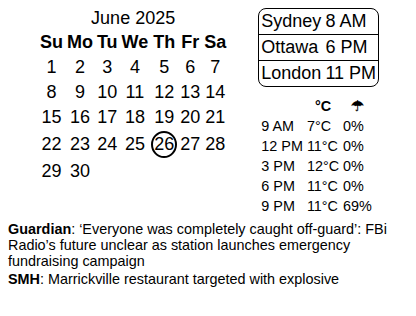 June 2025
Su Mo Tu We Th Fr Sa
1 2 3 4 5 6 7
8 9 10 11 12 13 14
15 16 17 18 19 20 21
22 23 24 25 26 27 28
29 30
Sydney 8 AM
Ottawa 6 PM
London 11 PM
°C ☂
9 AM 7°C 0%
12 PM 11°C 0%
3 PM 12°C 0%
6 PM 11°C 0%
9 PM 11°C 69%
Guardian: ‘Everyone was completely caught off-guard’: FBi
Radio’s future unclear as station launches emergency
fundraising campaign
SMH: Marrickville restaurant targeted with explosive